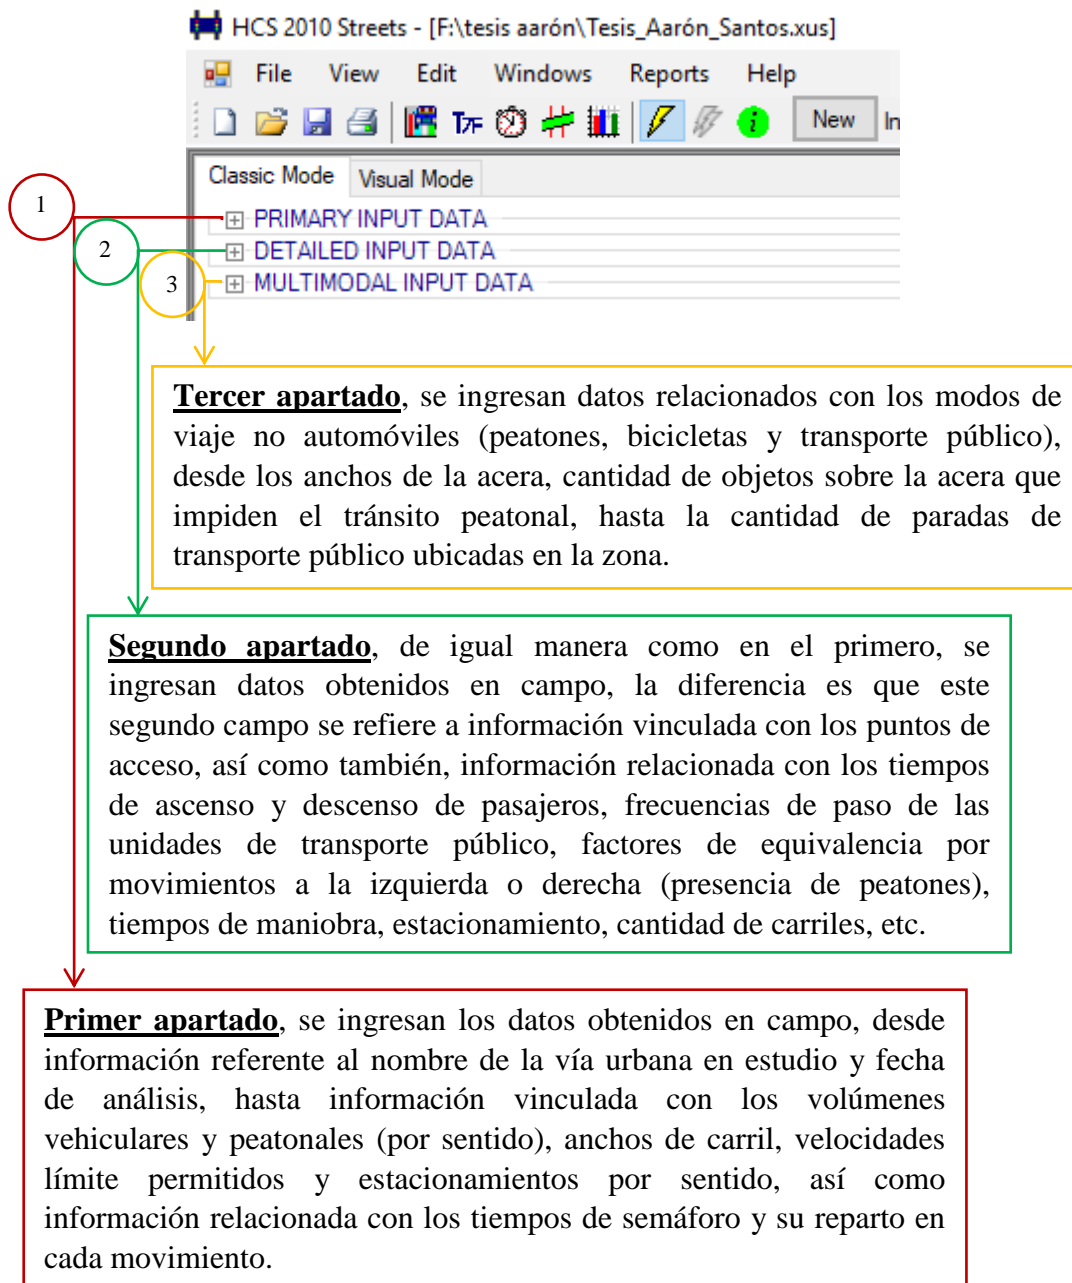 HCS 2010 Streets - [F:\tesis aarón\Tesis_Aarón_Santos.xus]
File View Edit Windows Reports Help
T7F i New In
Classic Mode Visual Mode
1 PRIMARY INPUT DATA
2 DETAILED INPUT DATA
3 MULTIMODAL INPUT DATA
Tercer apartado, se ingresan datos relacionados con los modos de
viaje no automóviles (peatones, bicicletas y transporte público),
desde los anchos de la acera, cantidad de objetos sobre la acera que
impiden el tránsito peatonal, hasta la cantidad de paradas de
transporte público ubicadas en la zona.
Segundo apartado, de igual manera como en el primero, se
ingresan datos obtenidos en campo, la diferencia es que este
segundo campo se refiere a información vinculada con los puntos de
acceso, así como también, información relacionada con los tiempos
de ascenso y descenso de pasajeros, frecuencias de paso de las
unidades de transporte público, factores de equivalencia por
movimientos a la izquierda o derecha (presencia de peatones),
tiempos de maniobra, estacionamiento, cantidad de carriles, etc.
Primer apartado, se ingresan los datos obtenidos en campo, desde
información referente al nombre de la vía urbana en estudio y fecha
de análisis, hasta información vinculada con los volúmenes
vehiculares y peatonales (por sentido), anchos de carril, velocidades
límite permitidos y estacionamientos por sentido, así como
información relacionada con los tiempos de semáforo y su reparto en
cada movimiento.